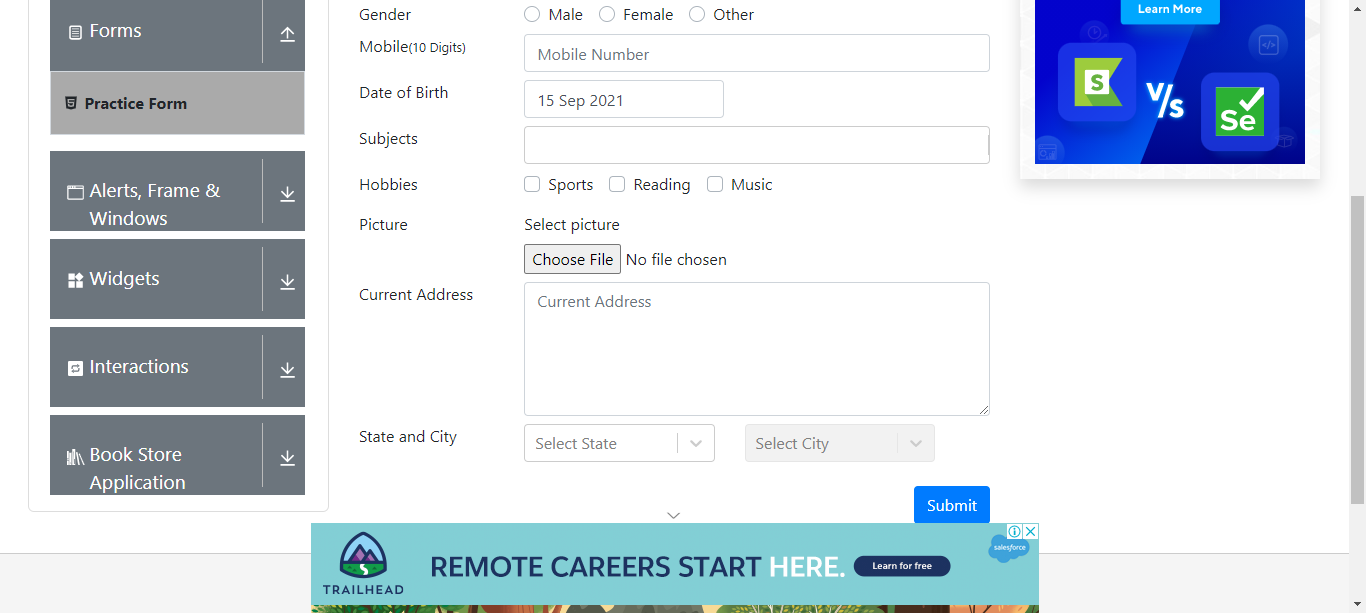 Forms
Practice Form
Alerts, Frame &
Windows
Widgets
Interactions
Book Store
Application
Gender
Male
Female
Other
Mobile(10 Digits)
Mobile Number
Date of Birth
15 Sep 2021
Subjects
Hobbies
Sports
Reading
Music
Picture
Select picture
Choose File
No file chosen
Current Address
Current Address
State and City
Select State
Select City
Submit
Learn More
S
V/s
Se
TRAILHEAD
REMOTE CAREERS START HERE.
Learn for free
salesforce